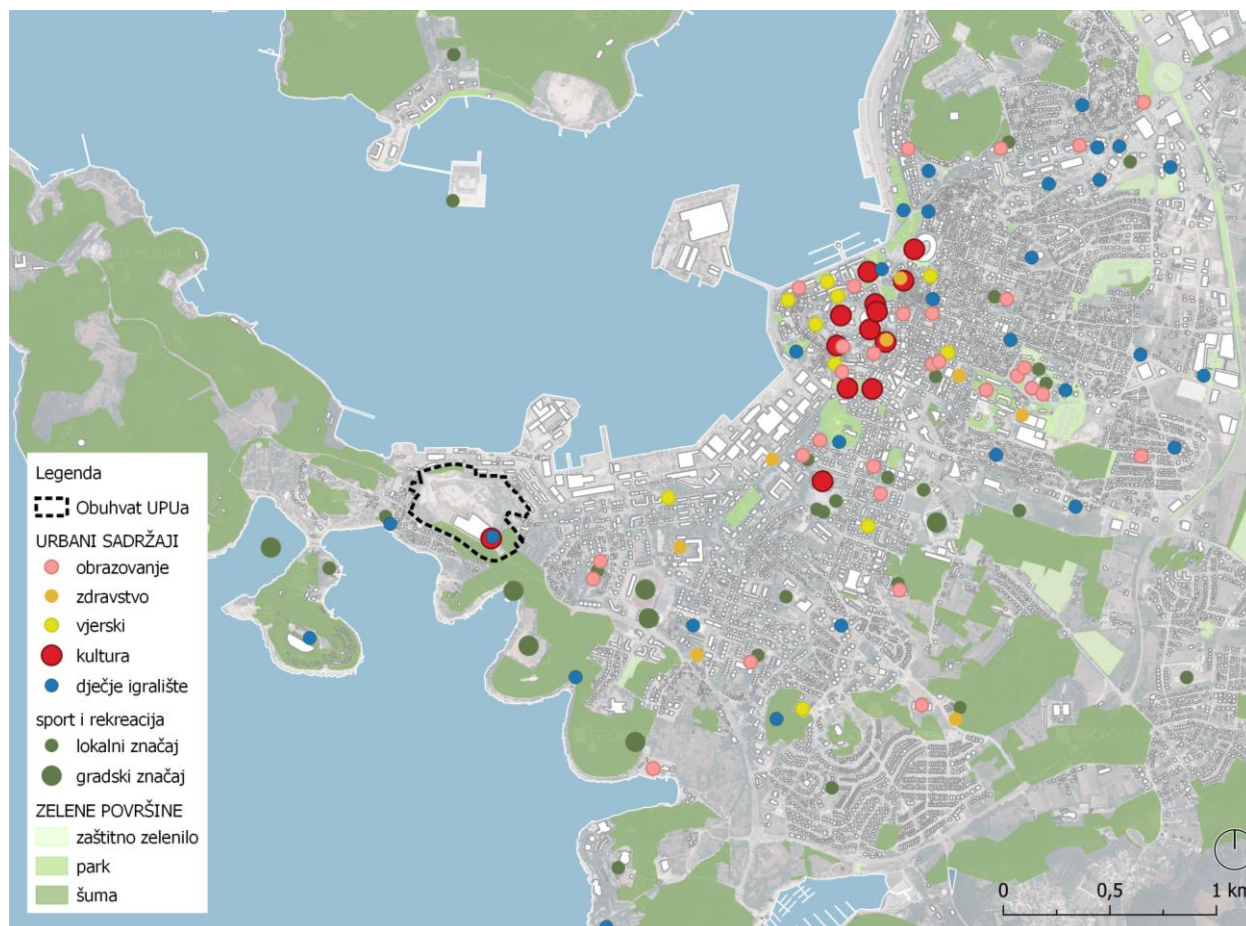 Legenda
Obuhvat UPUa
URBANI SADRŽAJI
obrazovanje
zdravstvo
vjerski
kultura
dječje igralište
sport i rekreacija
lokalni značaj
gradski značaj
ZELENE POVRŠINE
zaštitno zelenilo
park
šuma
0 0,5 1 km